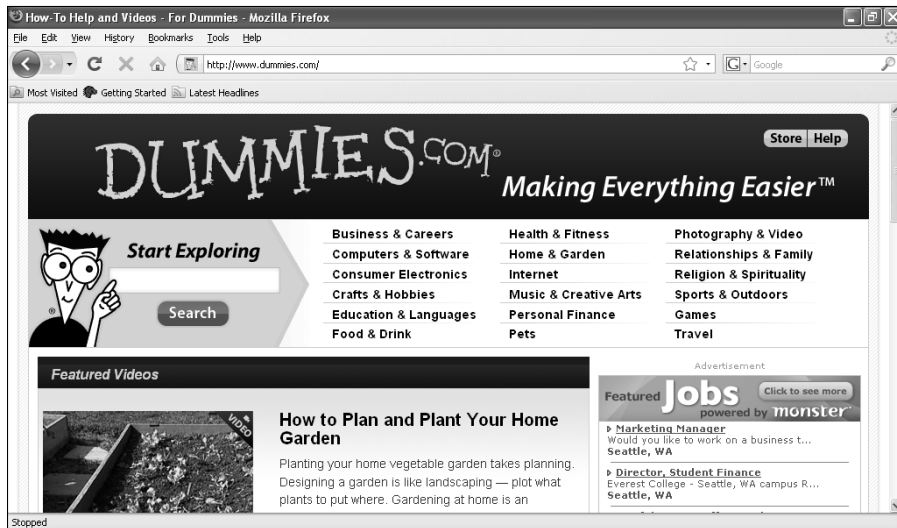 How-To Help and Videos - For Dummies - Mozilla Firefox
File Edit View History Bookmarks Tools Help
http://www.dummies.com/
G Google
Most Visited Getting Started Latest Headlines
Store Help
DUMMIES.COM®
Making Everything Easier™
Start Exploring
Search
®
Business & Careers
Computers & Software
Consumer Electronics
Crafts & Hobbies
Education & Languages
Food & Drink
Health & Fitness
Home & Garden
Internet
Music & Creative Arts
Personal Finance
Pets
Photography & Video
Relationships & Family
Religion & Spirituality
Sports & Outdoors
Games
Travel
Featured Videos
VIDEO
How to Plan and Plant Your Home
Garden
Planting your home vegetable garden takes planning.
Designing a garden is like landscaping — plot what
plants to put where. Gardening at home is an
Advertisement
Featured Jobs Click to see more
powered by monster
Marketing Manager
Would you like to work on a business t...
Seattle, WA
Director, Student Finance
Everest College - Seattle, WA campus R...
Seattle, WA
Stopped